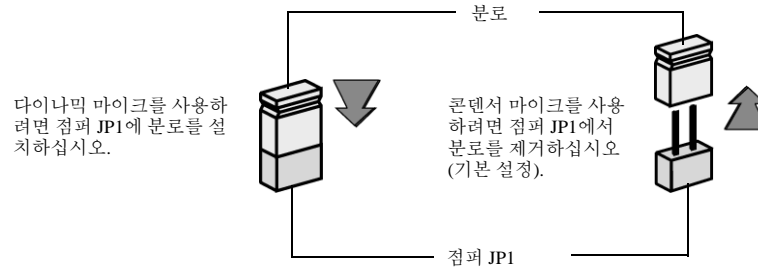 분로
다이나믹 마이크를 사용하
려면 점퍼 JP1에 분로를 설
치하십시오.
콘덴서 마이크를 사용
하려면 점퍼 JP1에서
분로를 제거하십시오
(기본 설정).
점퍼 JP1